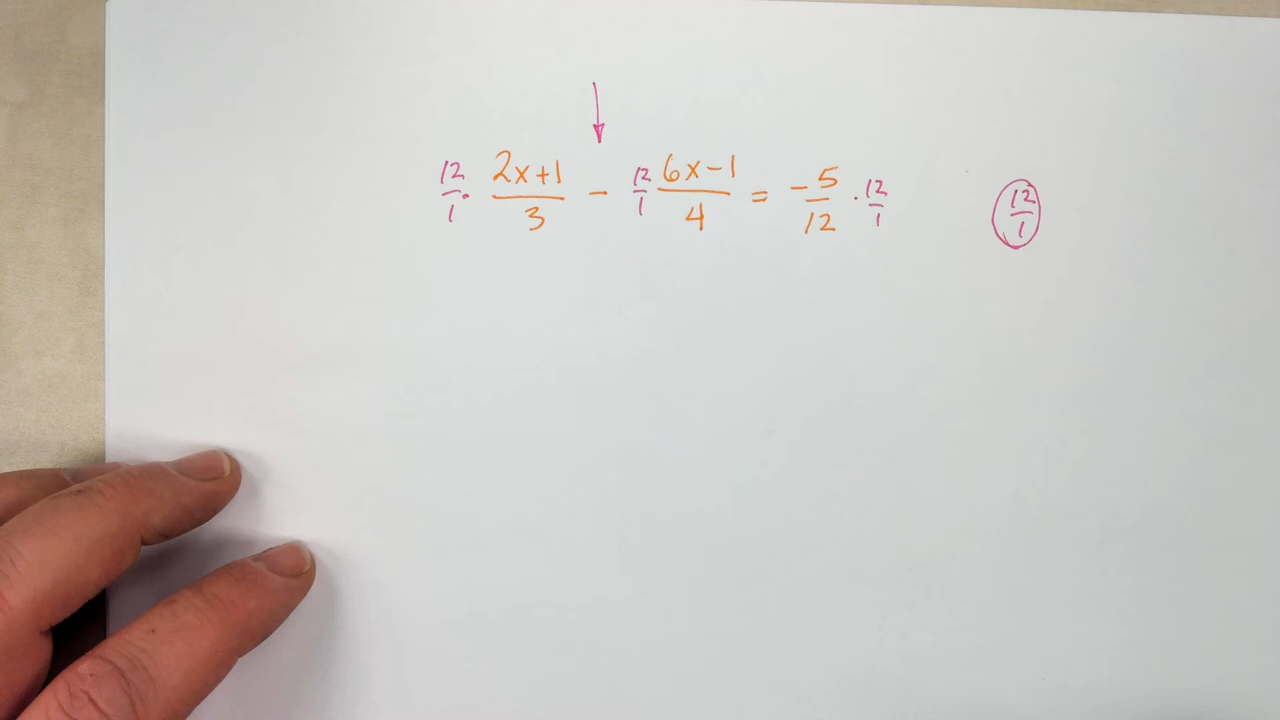 12/1 · (2x+1)/3 − 12/1 (6x−1)/4 = −5/12 · 12/1
12/1